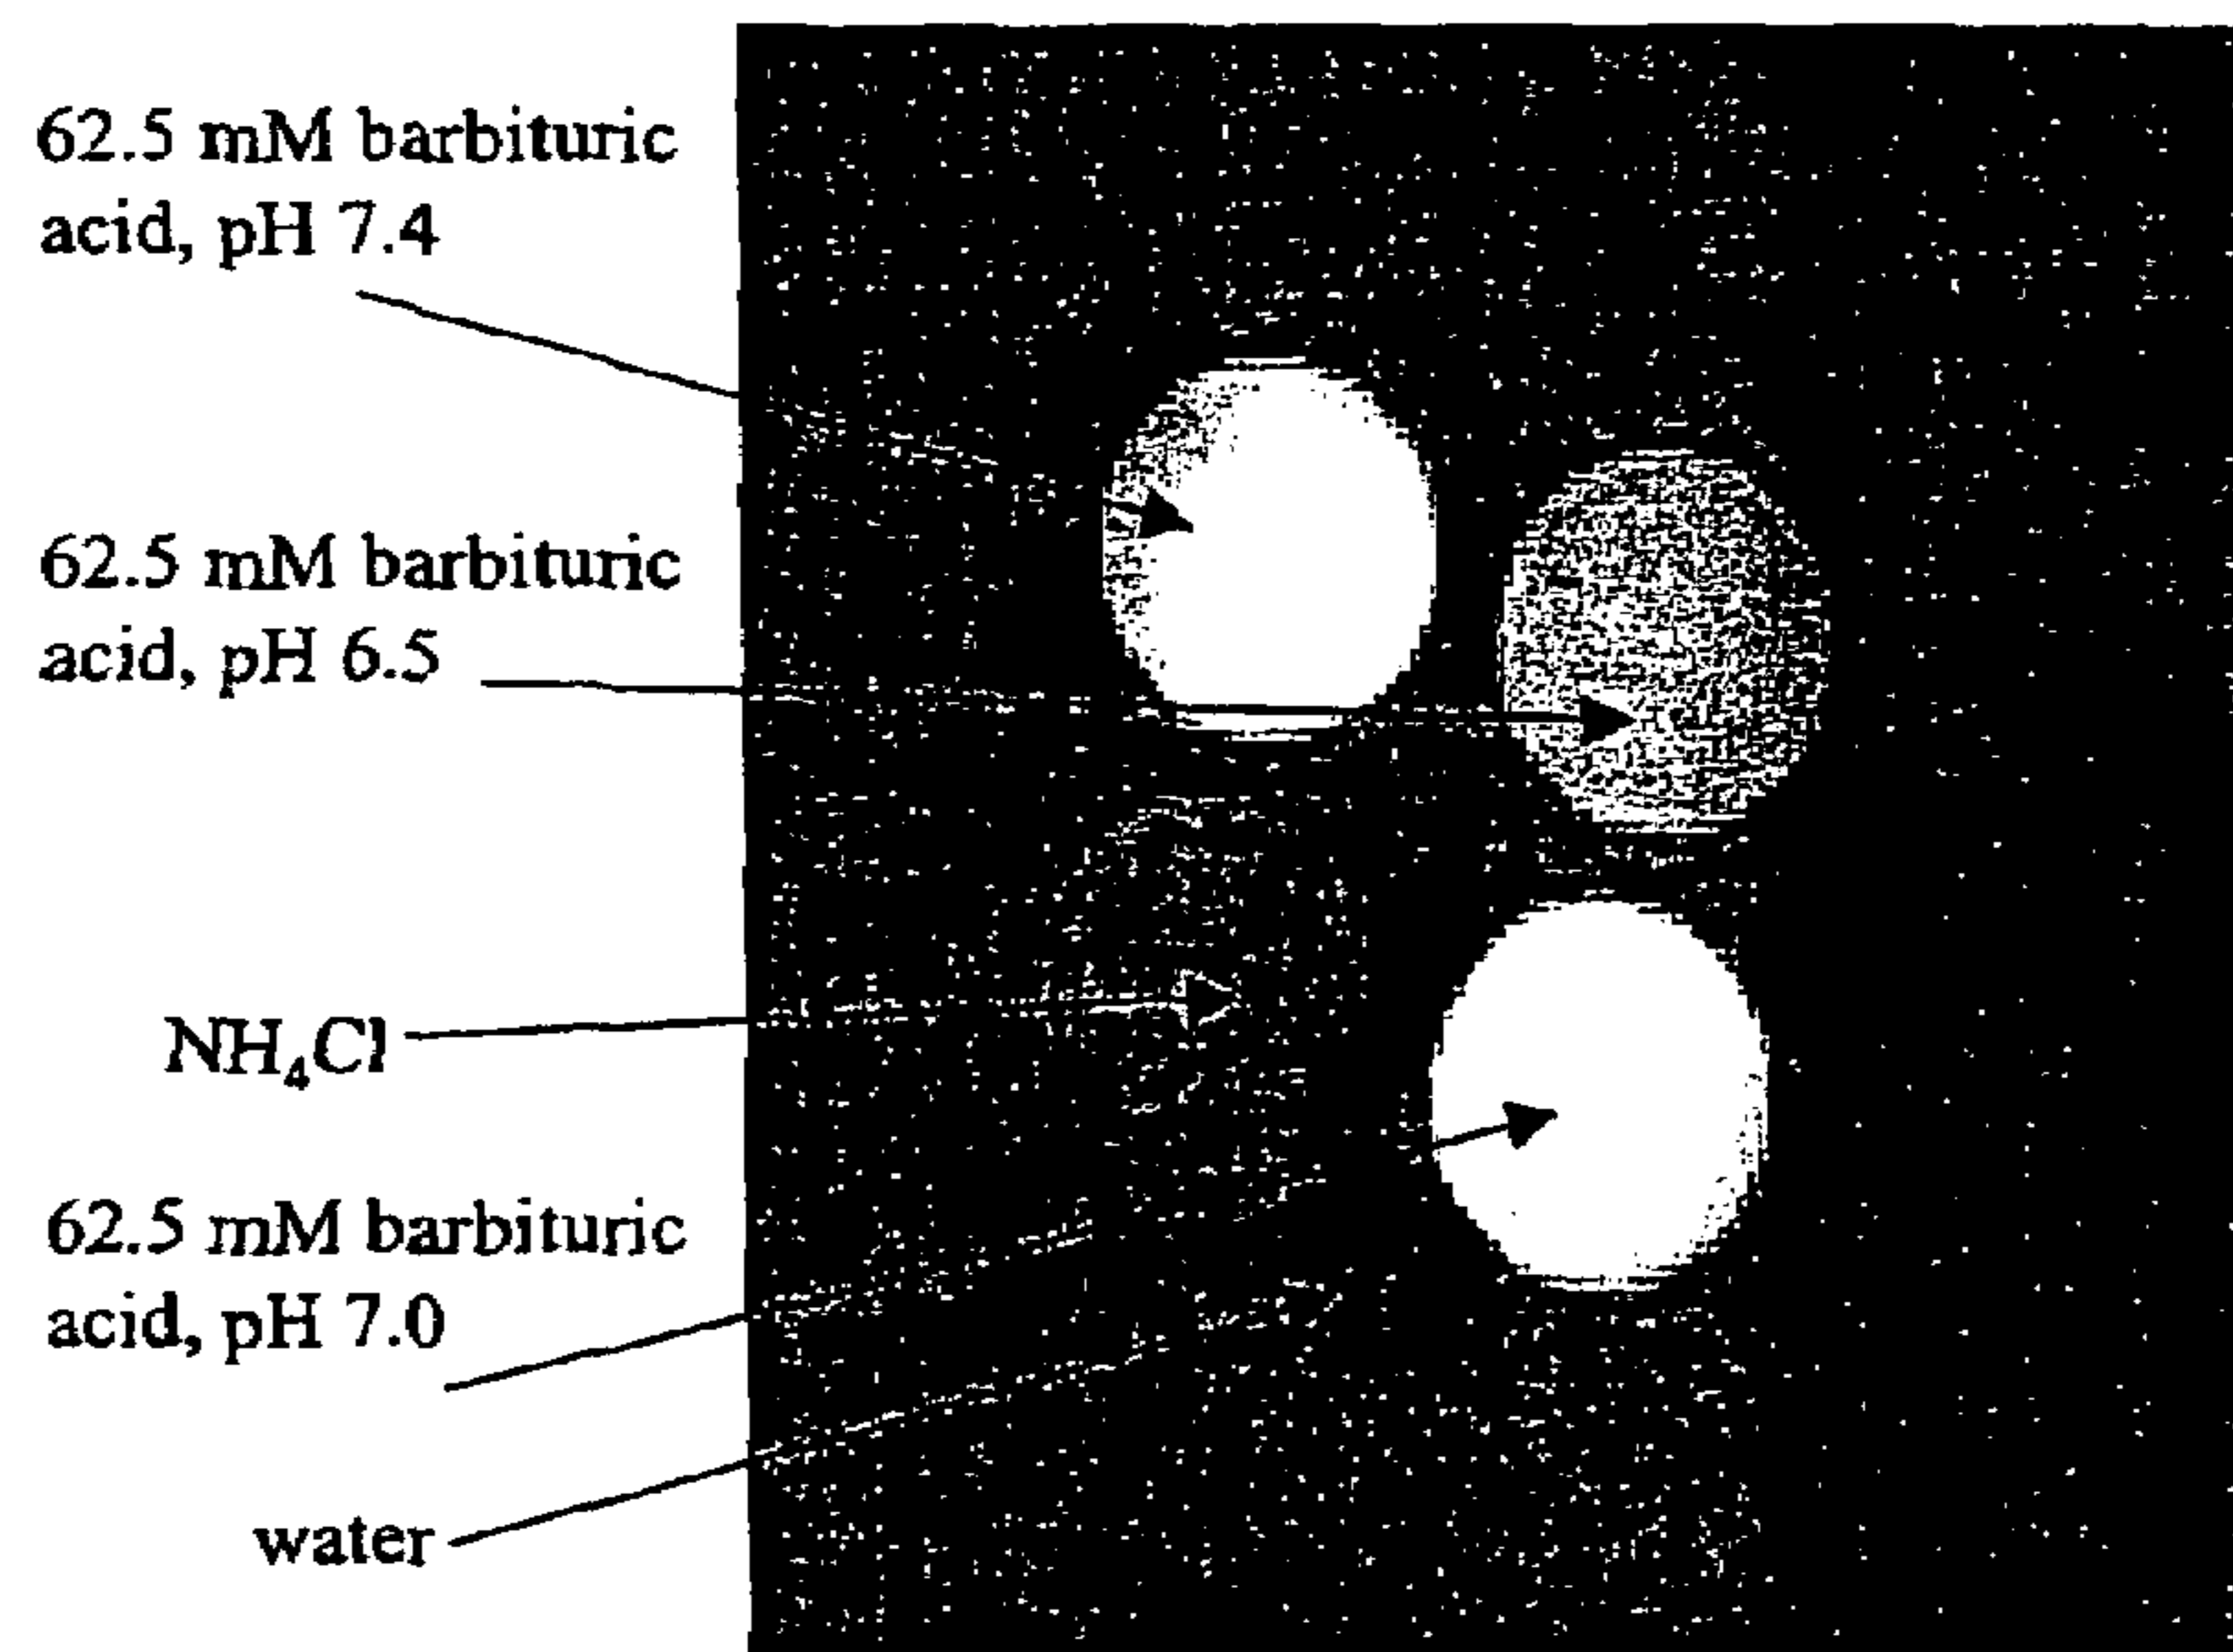 62.5 mM barbituric
acid, pH 7.4
62.5 mM barbituric
acid, pH 6.5
NH₄Cl
62.5 mM barbituric
acid, pH 7.0
water